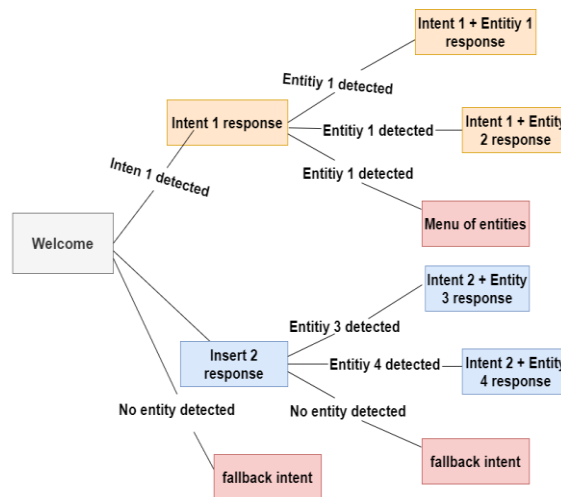 Intent 1 + Entitiy 1
response
Entitiy 1 detected
Intent 1 response
Entitiy 1 detected
Intent 1 + Entity
2 response
Inten 1 detected
Entitiy 1 detected
Menu of entities
Welcome
Intent 2 + Entity
3 response
Entitiy 3 detected
Insert 2
response
Entitiy 4 detected
Intent 2 + Entity
4 response
No entity detected
No entity detected
fallback intent
fallback intent